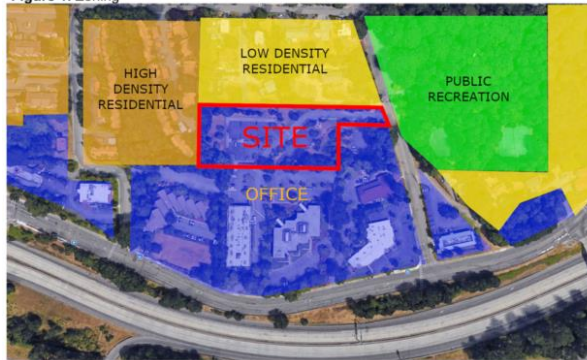 LOW DENSITY
RESIDENTIAL
HIGH
DENSITY
RESIDENTIAL
PUBLIC
RECREATION
SITE
OFFICE